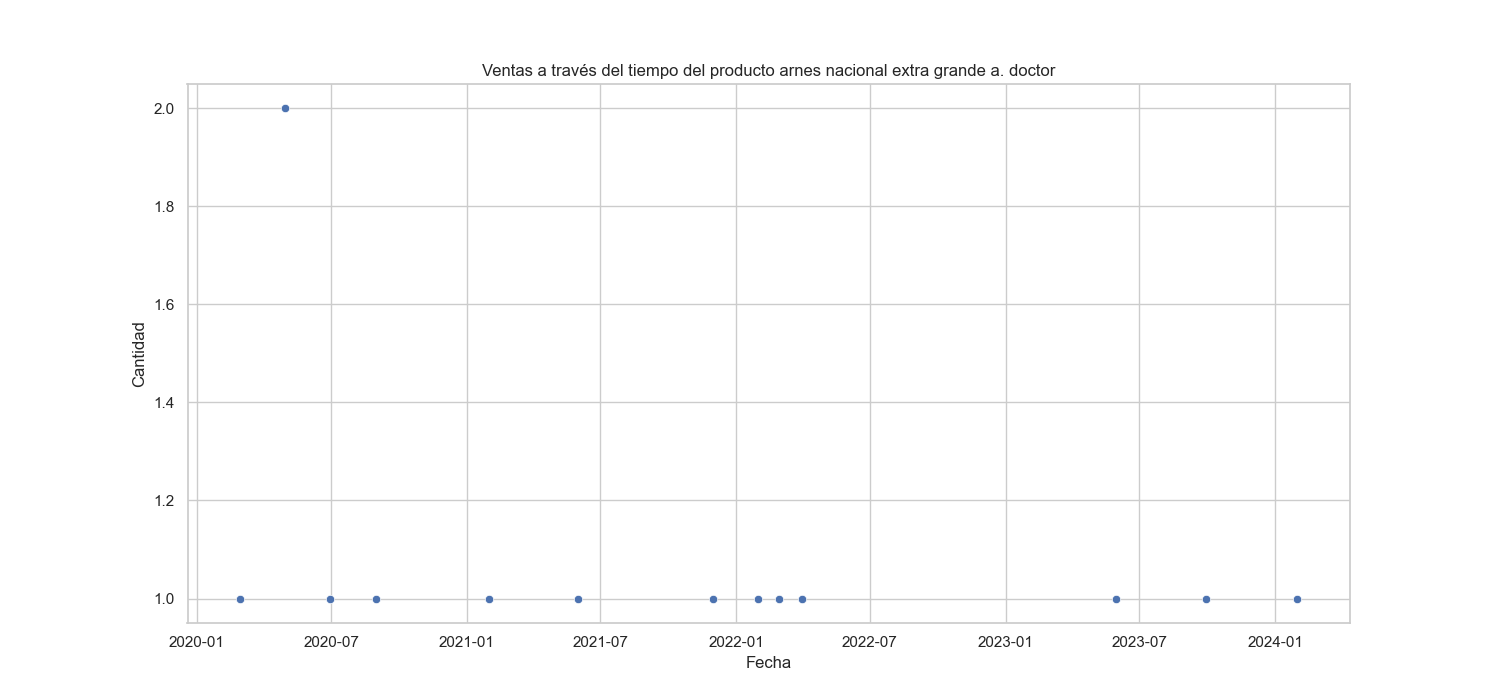 Ventas a través del tiempo del producto arnes nacional extra grande a. doctor
2.0
1.8
1.6
1.4
1.2
1.0
Cantidad
2020-01 2020-07 2021-01 2021-07 2022-01 2022-07 2023-01 2023-07 2024-01
Fecha